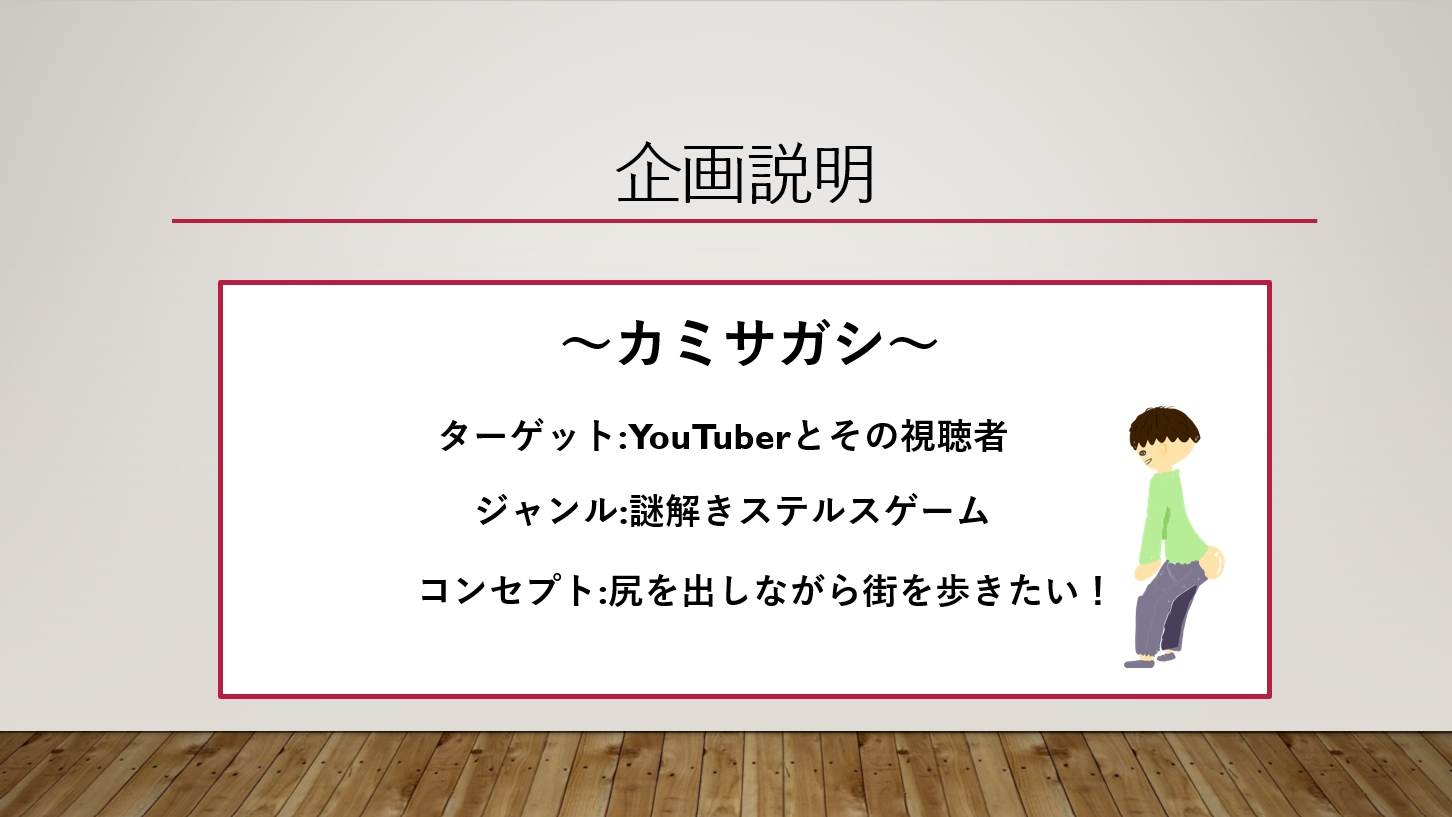 企画説明
～カミサガシ～
ターゲット:YouTuberとその視聴者
ジャンル:謎解きステルスゲーム
コンセプト:尻を出しながら街を歩きたい！